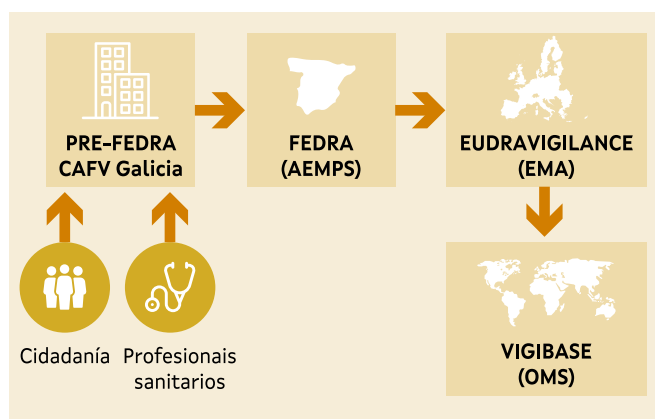 PRE-FEDRA
CAFV Galicia
FEDRA
(AEMPS)
EUDRAVIGILANCE
(EMA)
VIGIBASE
(OMS)
Cidadanía
Profesionais
sanitarios